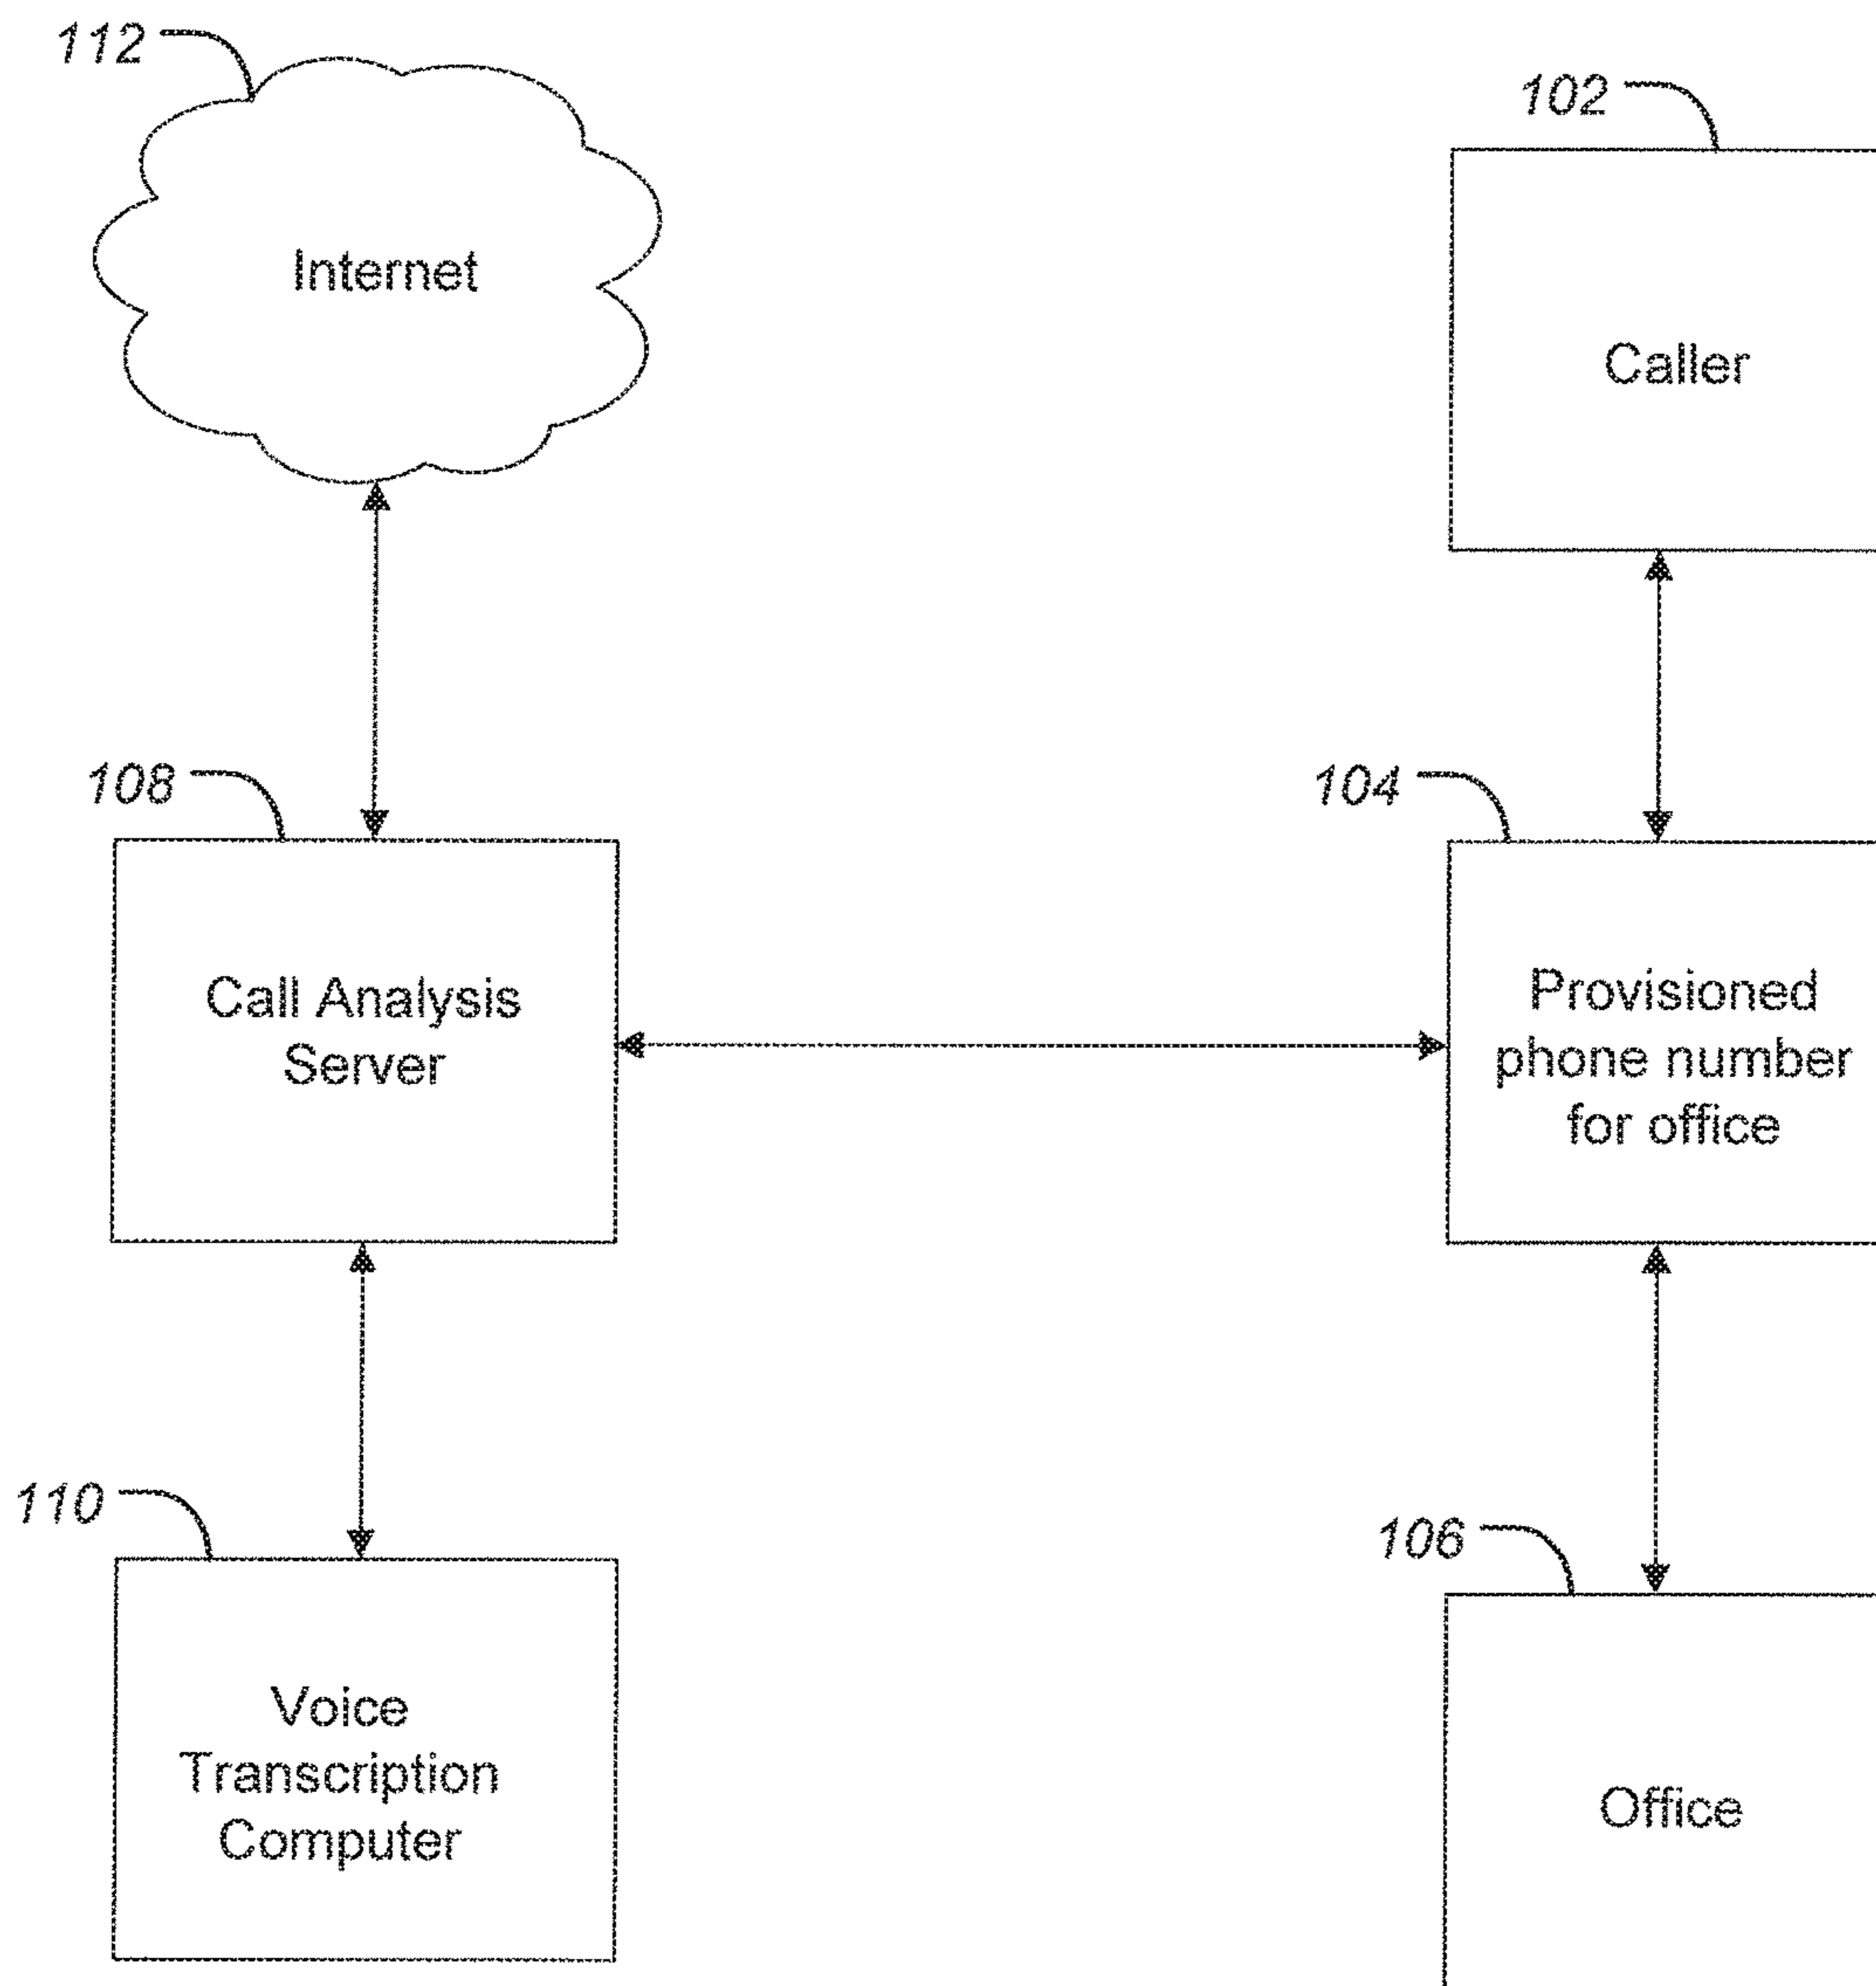 112
Internet
102
Caller
108
Call Analysis
Server
104
Provisioned
phone number
for office
110
Voice
Transcription
Computer
106
Office